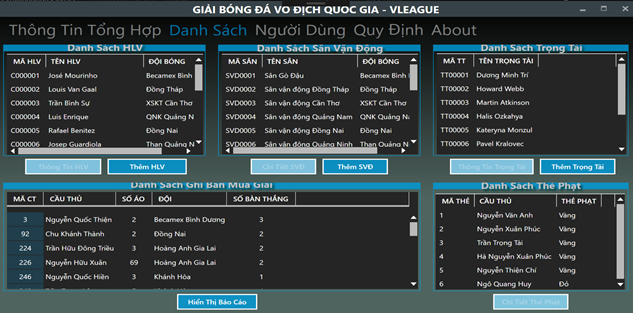 GIẢI BÓNG ĐÁ VÔ ĐỊCH QUỐC GIA - VLEAGUE
Thông Tin Tổng Hợp Danh Sách Người Dùng Quy Định About
Danh Sách HLV
MÃ HLV TÊN HLV ĐỘI BÓNG
C000001 José Mourinho Becamex Bình
C000002 Louis Van Gaal Đồng Tháp
C000003 Trần Bình Sự XSKT Cần Thơ
C000004 Luis Enrique QNK Quảng N
C000005 Rafael Benitez Đồng Nai
C000006 Josep Guardiola Than Quảng N
Thông Tin HLV Thêm HLV
Danh Sách Sân Vận Động
MÃ SÂN TÊN SÂN ĐỘI BÓNG
SVD0001 Sân Gò Đậu Becamex Bình
SVD0002 Sân vận động Đồng Tháp Đồng Tháp
SVD0003 Sân vận động Cần Thơ XSKT Cần Thơ
SVD0004 Sân vận động Quảng Nam QNK Quảng N
SVD0005 Sân vận động Đồng Nai Đồng Nai
SVD0006 Sân vận động Quảng Ninh Than Quảng N
Chi Tiết SVĐ Thêm SVĐ
Danh Sách Trọng Tài
MÃ TT TÊN TRỌNG TÀI
TT00001 Dương Minh Trí
TT00002 Howard Webb
TT00003 Martin Atkinson
TT00004 Halis Ozkahya
TT00005 Kateryna Monzul
TT00006 Pavel Kralovec
Thông Tin Trọng Tài Thêm Trọng Tài
Danh Sách Ghi Bàn Mùa Giải
MÃ CT CẦU THỦ SỐ ÁO ĐỘI SỐ BÀN THẮNG
3 Nguyễn Quốc Thiện 2 Becamex Bình Dương 3
92 Chu Khánh Thành 2 Đồng Nai 2
224 Trần Hữu Đông Triều 3 Hoàng Anh Gia Lai 2
226 Nguyễn Hữu Xuân 69 Hoàng Anh Gia Lai 2
246 Nguyễn Quốc Hiền 3 Khánh Hòa 1
Hiển Thị Báo Cáo
Danh Sách Thẻ Phạt
MÃ THẺ CẦU THỦ THẺ PHẠT
1 Nguyễn Văn Anh Vàng
2 Nguyễn Xuân Phúc Vàng
3 Trần Trọng Tài Vàng
4 Hà Nguyễn Xuân Phúc Vàng
5 Nguyễn Thiện Chí Vàng
6 Ngô Quang Huy Đỏ
Chi Tiết Thẻ Phạt